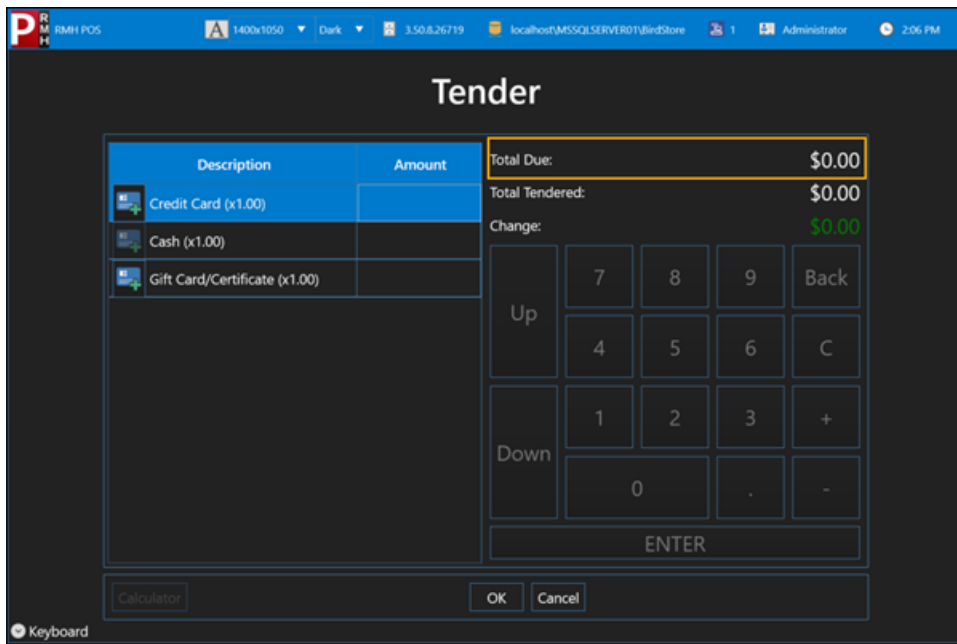 P RMH RMH POS A 1400x1050 Dark 3.50.8.26719 localhost\MSSQLSERVER01\BirdStore 1 Administrator 2:06 PM
Tender
Description Amount
Total Due: $0.00
Credit Card (x1.00)
Total Tendered: $0.00
Cash (x1.00)
Change: $0.00
Gift Card/Certificate (x1.00)
Up 7 8 9 Back
4 5 6 C
Down 1 2 3 +
0 . -
ENTER
Calculator OK Cancel
Keyboard